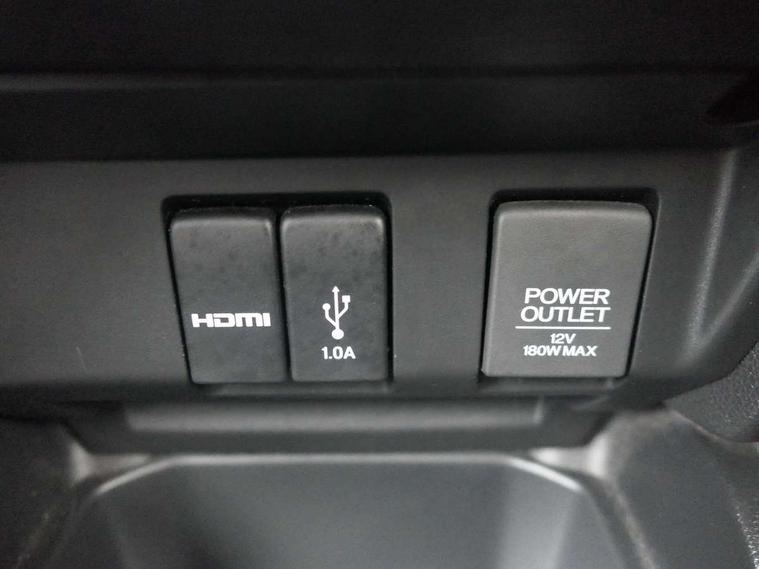 HDMI
1.0A
POWER
OUTLET
12V
180W MAX